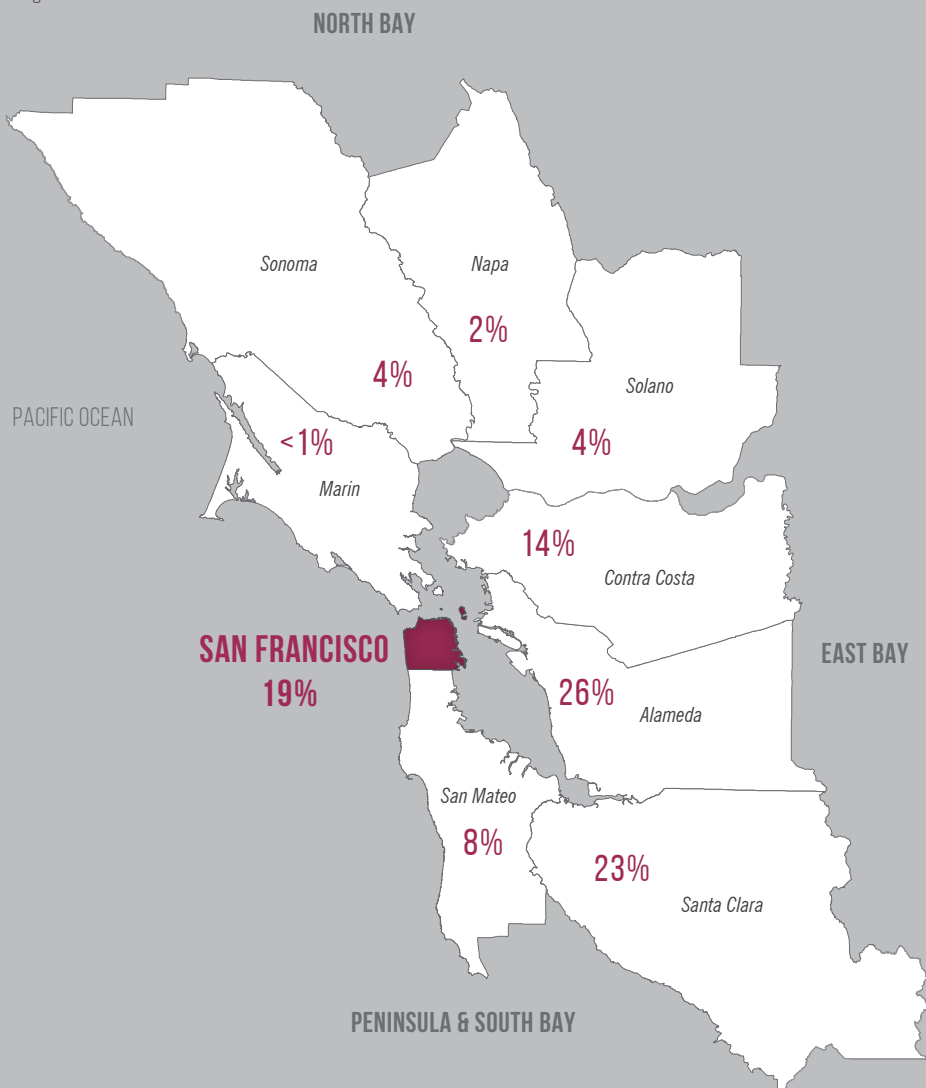 NORTH BAY
Sonoma
Napa
2%
4%
Solano
PACIFIC OCEAN
<1%
4%
Marin
14%
Contra Costa
SAN FRANCISCO
19%
EAST BAY
26%
Alameda
San Mateo
8%
23%
Santa Clara
PENINSULA & SOUTH BAY